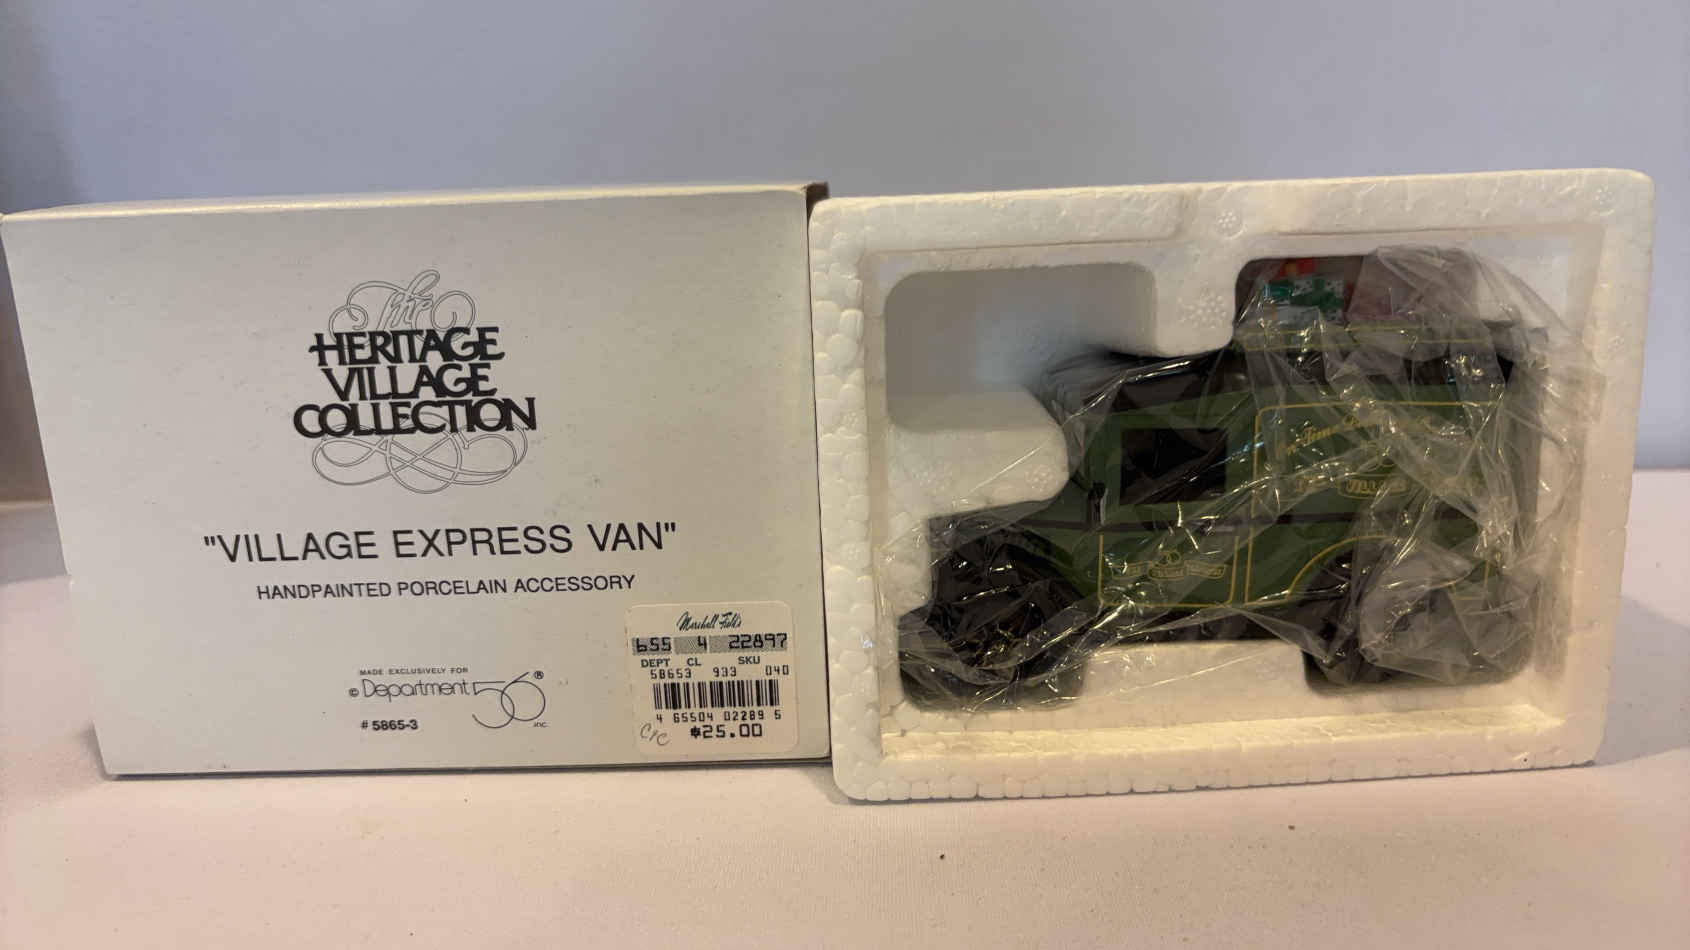 The
HERITAGE
VILLAGE
COLLECTION
"VILLAGE EXPRESS VAN"
HANDPAINTED PORCELAIN ACCESSORY
MADE EXCLUSIVELY FOR
© Department 56 ®
inc.
# 5865-3
Marshall Field's
655 4 22897
DEPT CL SKU
58653 933 040
4 65504 02289 5
$25.00